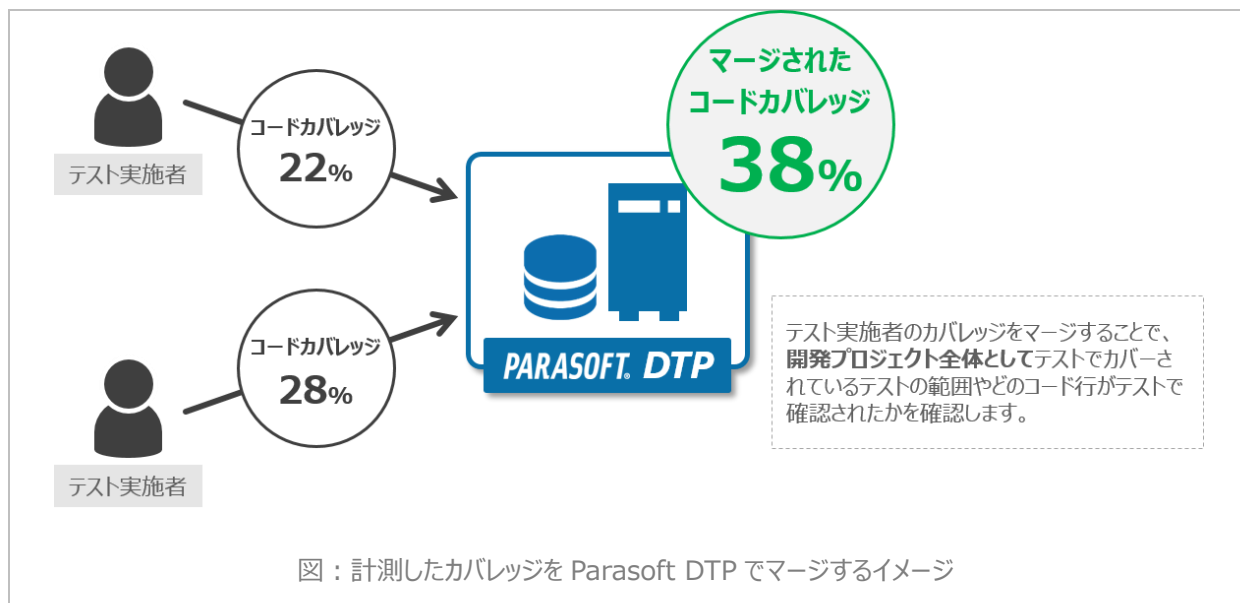 マージされた
コードカバレッジ
38%
コードカバレッジ
22%
テスト実施者
コードカバレッジ
28%
テスト実施者
PARASOFT. DTP
テスト実施者のカバレッジをマージすることで、
開発プロジェクト全体としてテストでカバーさ
れているテストの範囲やどのコード行がテストで
確認されたかを確認します。
図：計測したカバレッジを Parasoft DTP でマージするイメージ